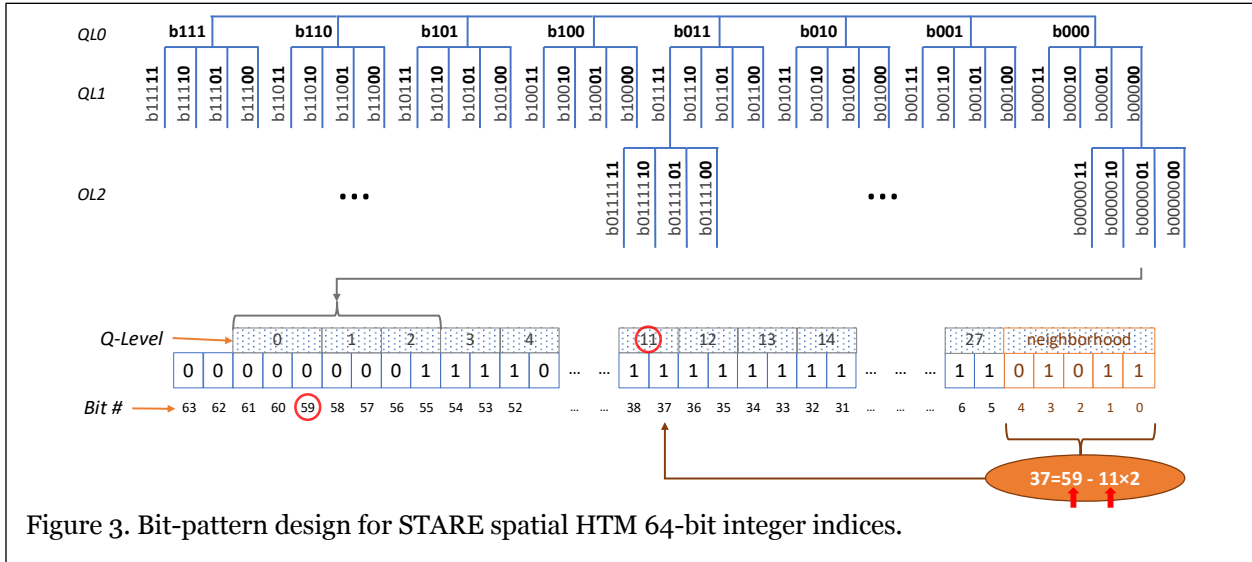 QL0 b111 b110 b101 b100 b011 b010 b001 b000
QL1 b11111 b11110 b11101 b11100 b11011 b11010 b11001 b11000 b10111 b10110 b10101 b10100 b10011 b10010 b10001 b10000 b01111 b01110 b01101 b01100 b01011 b01010 b01001 b01000 b00111 b00110 b00101 b00100 b00011 b00010 b00001 b00000
OL2 ... b0111111 b0111110 b0111101 b0111100 ... b0000011 b0000010 b0000001 b0000000
Q-Level 0 1 2 3 4 11 12 13 14 27 neighborhood
0 0 0 0 0 0 0 0 1 1 1 1 0 ... ... 1 1 1 1 1 1 1 1 ... ... ... 1 1 0 1 0 1 1
Bit # 63 62 61 60 59 58 57 56 55 54 53 52 ... ... 38 37 36 35 34 33 32 31 ... ... ... 6 5 4 3 2 1 0
37=59 - 11×2
Figure 3. Bit-pattern design for STARE spatial HTM 64-bit integer indices.